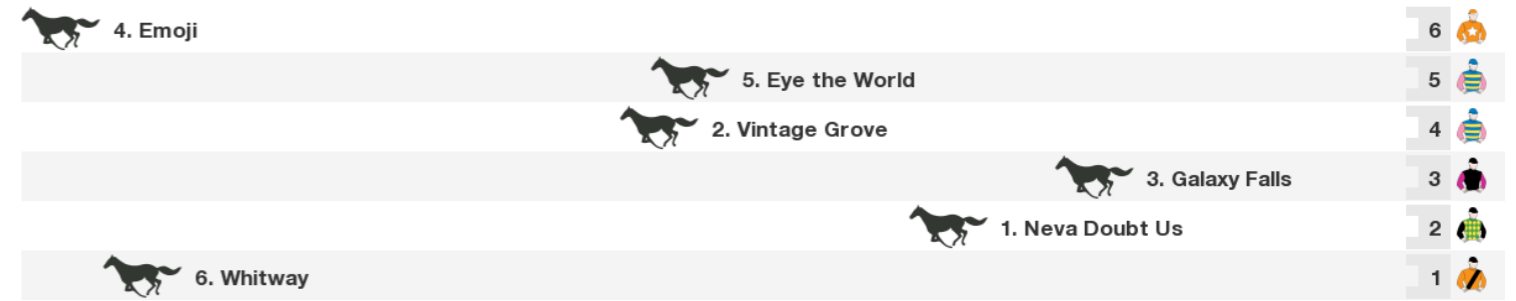 4. Emoji 6
5. Eye the World 5
2. Vintage Grove 4
3. Galaxy Falls 3
1. Neva Doubt Us 2
6. Whitway 1